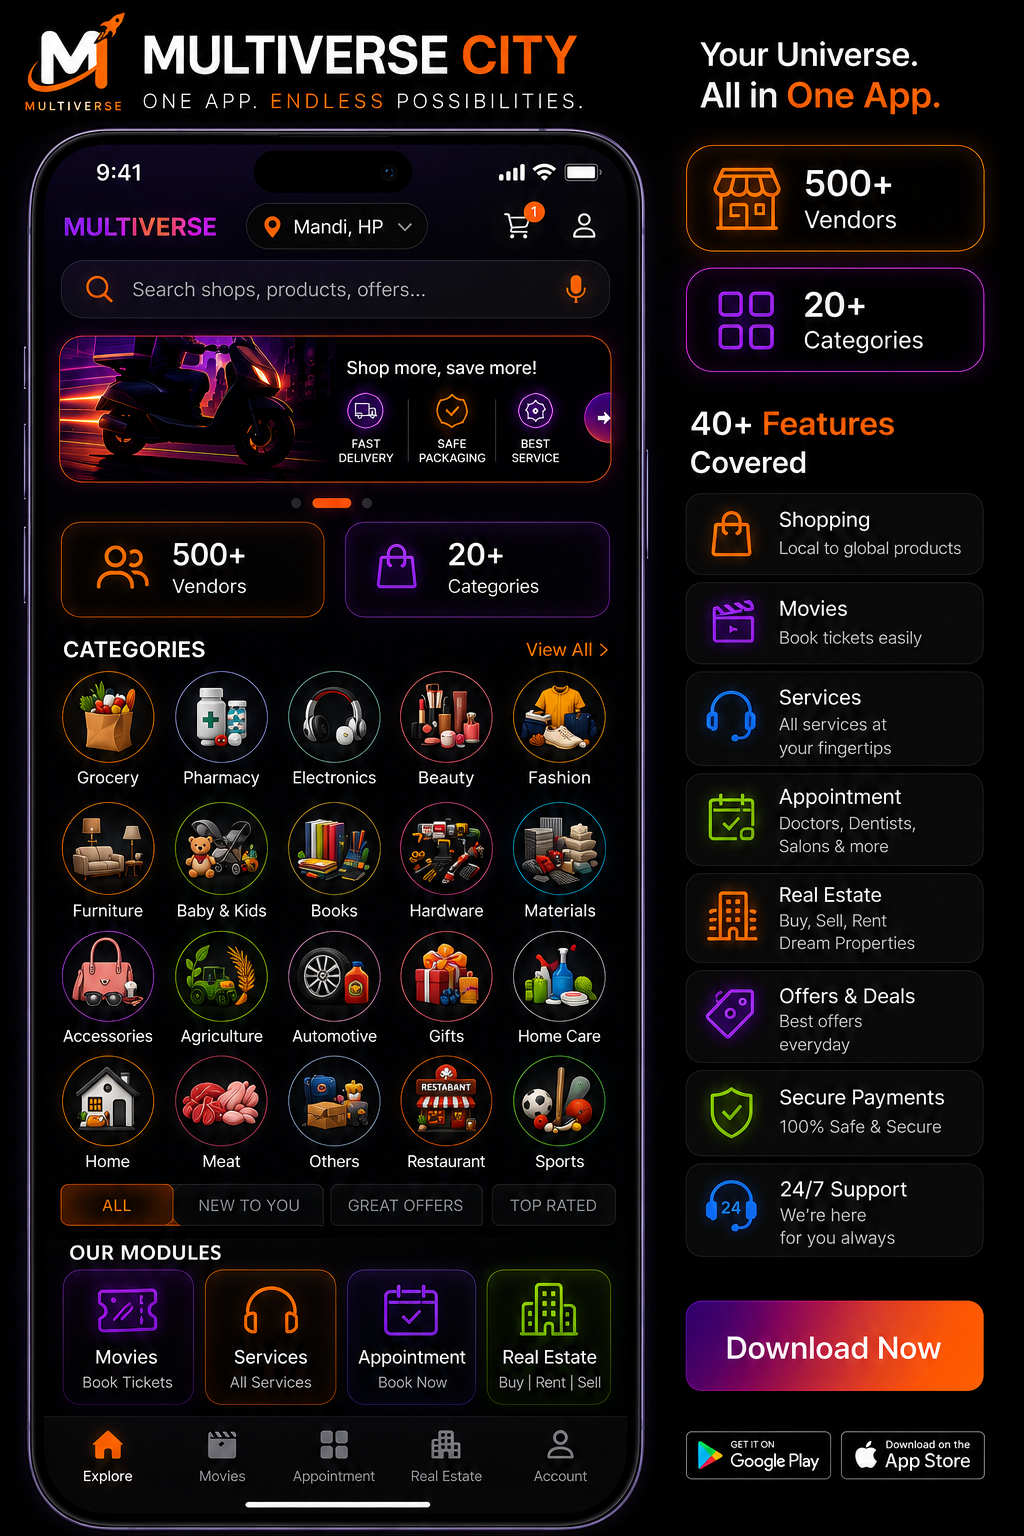 MULTIVERSE
MULTIVERSE CITY
ONE APP. ENDLESS POSSIBILITIES.
Your Universe.
All in One App.
9:41
MULTIVERSE
Mandi, HP
1
Search shops, products, offers...
Shop more, save more!
FAST
DELIVERY
SAFE
PACKAGING
BEST
SERVICE
500+
Vendors
20+
Categories
CATEGORIES
View All >
Grocery
Pharmacy
Electronics
Beauty
Fashion
Furniture
Baby & Kids
Books
Hardware
Materials
Accessories
Agriculture
Automotive
Gifts
Home Care
RESTABANT
Home
Meat
Others
Restaurant
Sports
ALL
NEW TO YOU
GREAT OFFERS
TOP RATED
OUR MODULES
Movies
Book Tickets
Services
All Services
Appointment
Book Now
Real Estate
Buy | Rent | Sell
Explore
Movies
Appointment
Real Estate
Account
500+
Vendors
20+
Categories
40+ Features
Covered
Shopping
Local to global products
Movies
Book tickets easily
Services
All services at
your fingertips
Appointment
Doctors, Dentists,
Salons & more
Real Estate
Buy, Sell, Rent
Dream Properties
Offers & Deals
Best offers
everyday
Secure Payments
100% Safe & Secure
24
24/7 Support
We're here
for you always
Download Now
GET IT ON
Google Play
Download on the
App Store